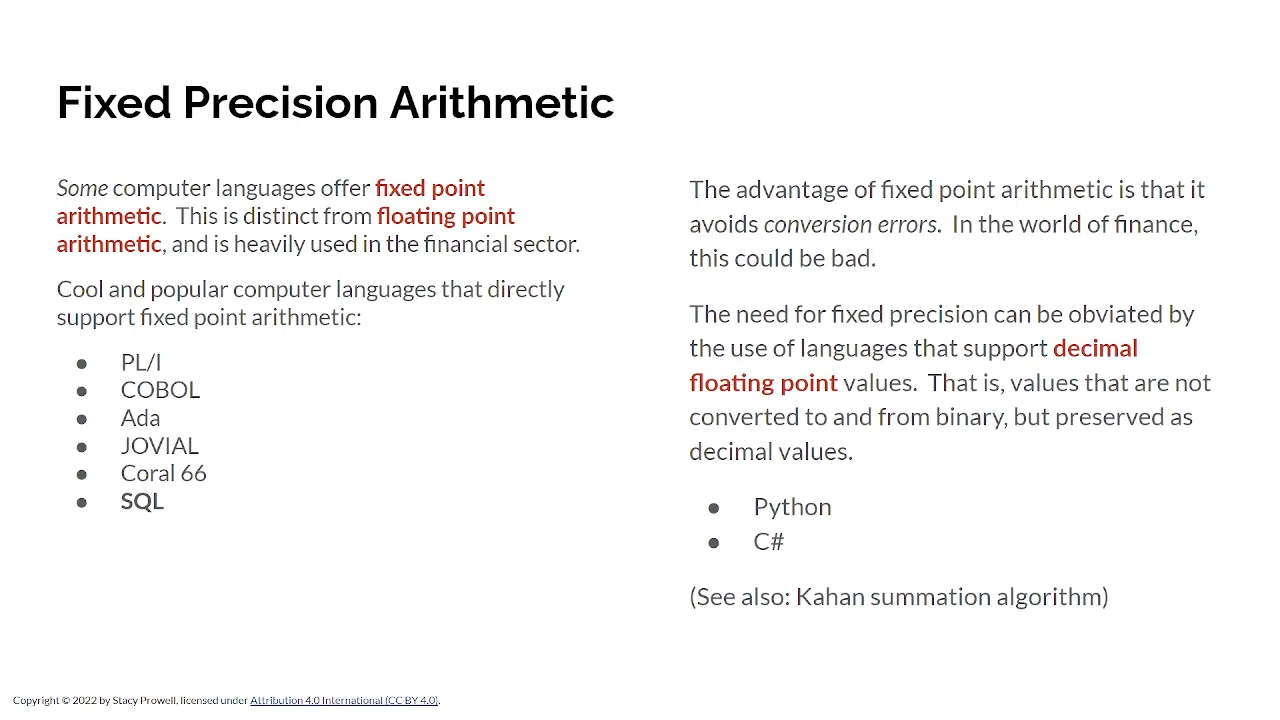 Fixed Precision Arithmetic
Some computer languages offer fixed point
arithmetic.  This is distinct from floating point
arithmetic, and is heavily used in the financial sector.
Cool and popular computer languages that directly
support fixed point arithmetic:
● PL/I
● COBOL
● Ada
● JOVIAL
● Coral 66
● SQL
The advantage of fixed point arithmetic is that it
avoids conversion errors.  In the world of finance,
this could be bad.
The need for fixed precision can be obviated by
the use of languages that support decimal
floating point values.  That is, values that are not
converted to and from binary, but preserved as
decimal values.
● Python
● C#
(See also: Kahan summation algorithm)
Copyright © 2022 by Stacy Prowell, licensed under Attribution 4.0 International (CC BY 4.0).